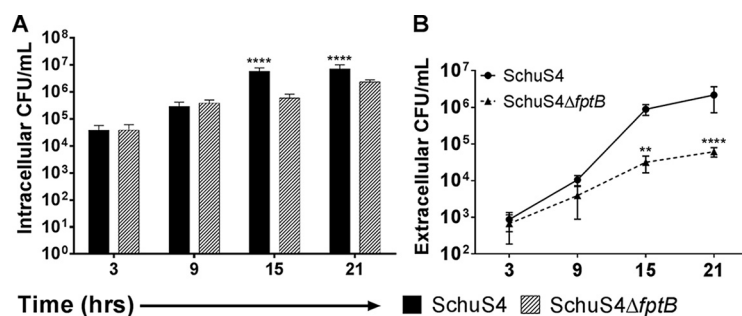 A
Intracellular CFU/mL
10⁸
10⁷
10⁶
10⁵
10⁴
10³
10²
10¹
10⁰
****
****
3 9 15 21
B
Extracellular CFU/mL
10⁷
10⁶
10⁵
10⁴
10³
10²
SchuS4
SchuS4ΔfptB
**
****
3 9 15 21
Time (hrs)
SchuS4 SchuS4ΔfptB